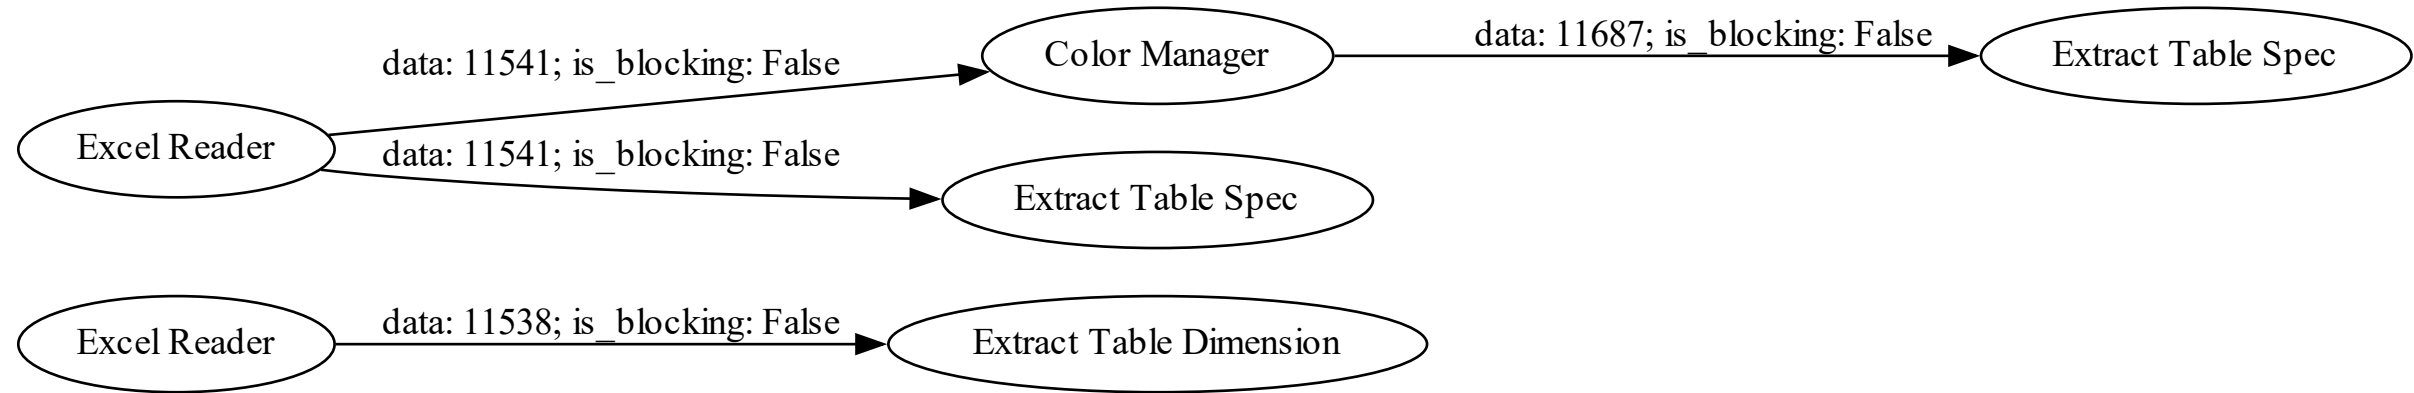 data: 11687; is_blocking: False
Color Manager
Extract Table Spec
data: 11541; is_blocking: False
Excel Reader
data: 11541; is_blocking: False
Extract Table Spec
data: 11538; is_blocking: False
Excel Reader
Extract Table Dimension